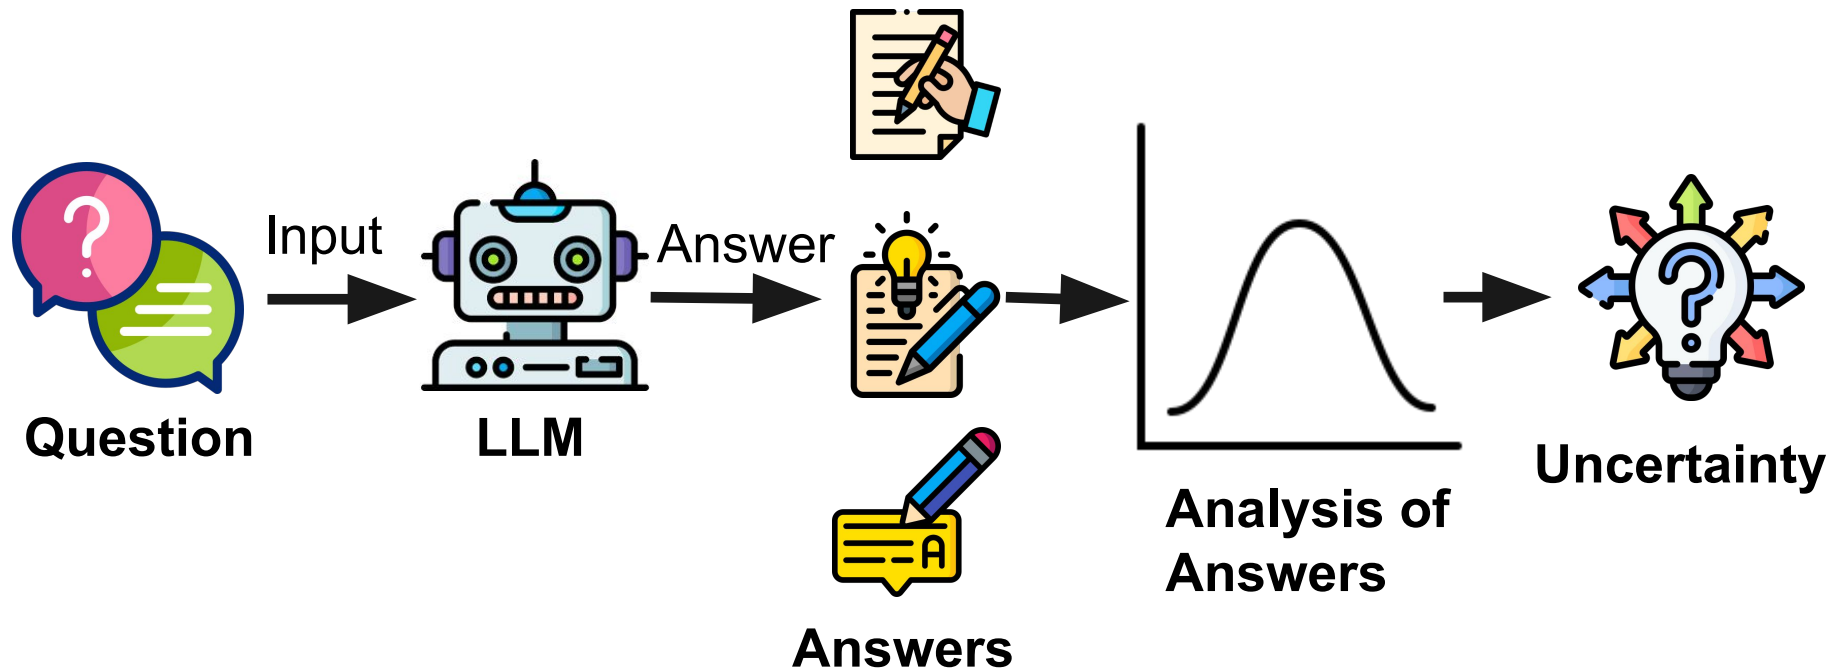 Input
Answer
A
Question
LLM
Answers
Analysis of
Answers
Uncertainty